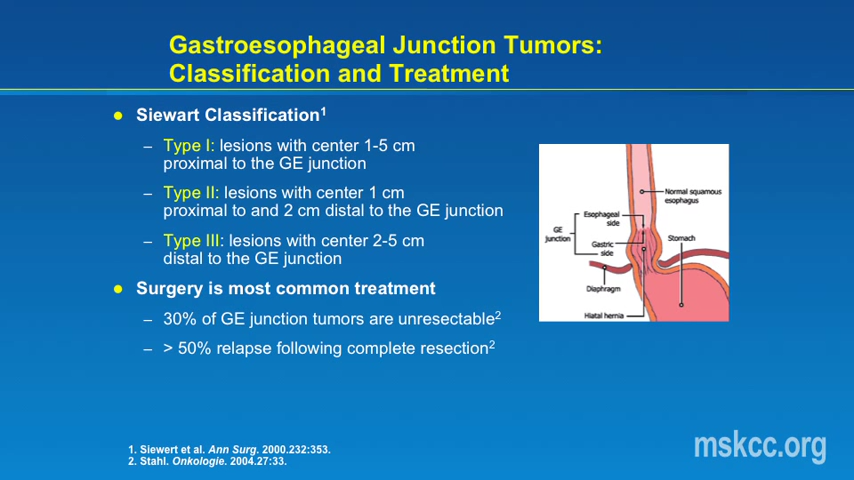 Gastroesophageal Junction Tumors:
Classification and Treatment
● Siewart Classification1
– Type I: lesions with center 1-5 cm
proximal to the GE junction
– Type II: lesions with center 1 cm
proximal to and 2 cm distal to the GE junction
– Type III: lesions with center 2-5 cm
distal to the GE junction
● Surgery is most common treatment
– 30% of GE junction tumors are unresectable2
– > 50% relapse following complete resection2
Normal squamous
esophagus
Esophageal
side
GE
junction
Gastric
side
Stomach
Diaphragm
Hiatal hernia
1. Siewert et al. Ann Surg. 2000.232:353.
2. Stahl. Onkologie. 2004.27:33.
mskcc.org